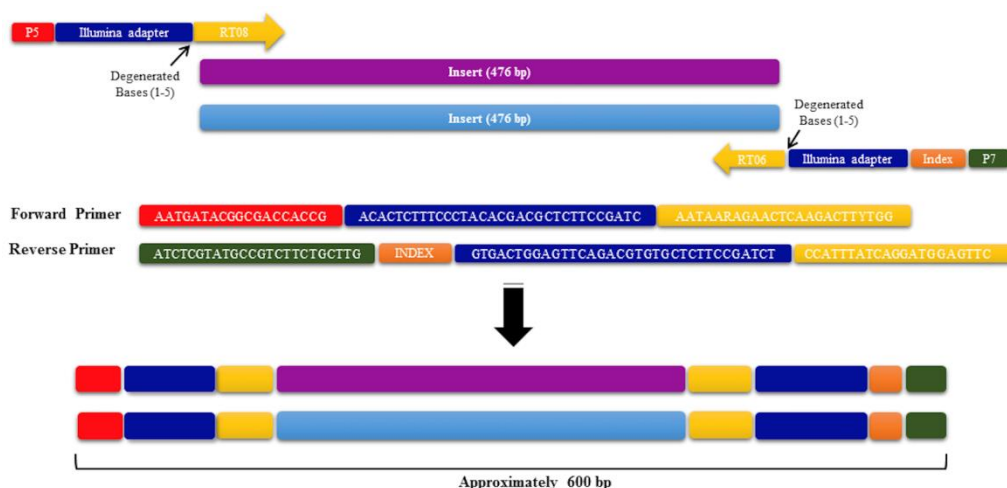 P5 Illumina adapter RT08
Degenerated
Bases (1-5)
Insert (476 bp)
Insert (476 bp)
Degenerated
Bases (1-5)
RT06 Illumina adapter Index P7
Forward Primer AATGATACGGCGACCACCG ACACTCTTTCCCTACACGACGCTCTTCCGATC AATAARAGAACTCAAGACTTYTGG
Reverse Primer ATCTCGTATGCCGTCTTCTGCTTG INDEX GTGACTGGAGTTCAGACGTGTGCTCTTCCGATCT CCATTTATCAGGATGGAGTTC
Approximately 600 bp